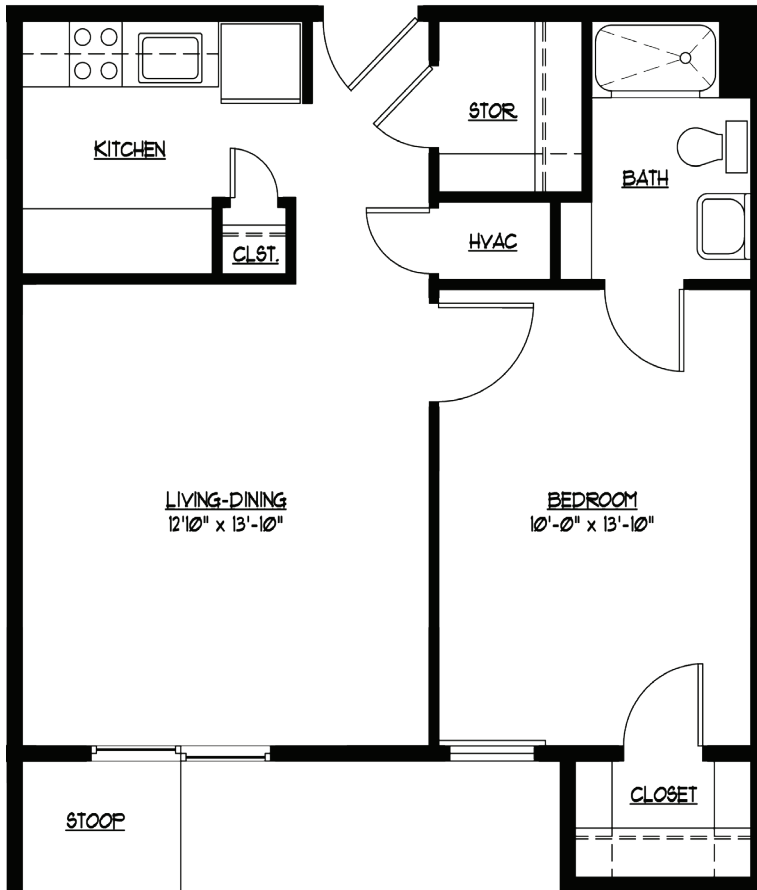 STOR
KITCHEN
BATH
HVAC
CLST.
LIVING-DINING
12'10" x 13'-10"
BEDROOM
10'-0" x 13'-10"
CLOSET
STOOP